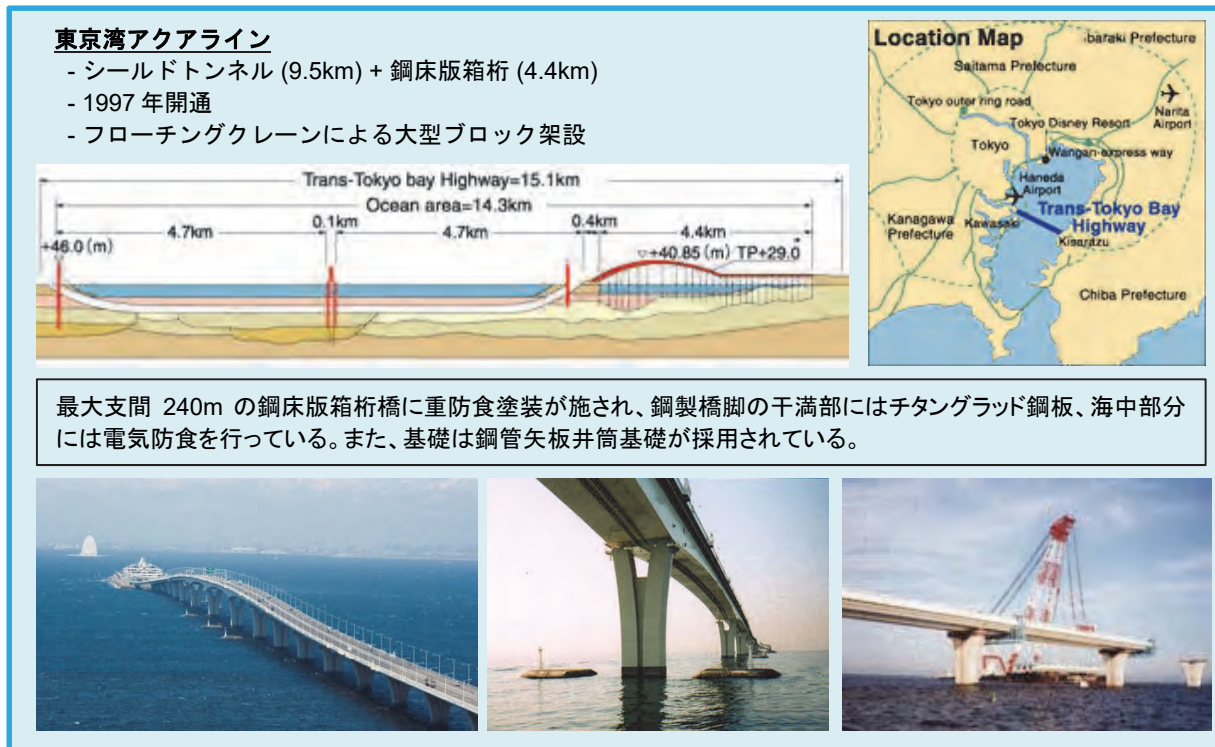 東京湾アクアライン
- シールドトンネル (9.5km) + 鋼床版箱桁 (4.4km)
- 1997 年開通
- フローチングクレーンによる大型ブロック架設
Trans-Tokyo bay Highway=15.1km
Ocean area=14.3km
4.7km
0.1km
4.7km
0.4km
4.4km
+46.0 (m)
▽+40.85 (m) TP+29.0
Location Map
Ibaraki Prefecture
Saitama Prefecture
Tokyo outer ring road
Narita
Airport
Tokyo Disney Resort
Tokyo
Wangan-express way
Haneda
Airport
Trans-Tokyo Bay
Highway
Kanagawa
Prefecture
Kawasaki
Kisarazu
Chiba Prefecture
最大支間 240m の鋼床版箱桁橋に重防食塗装が施され、鋼製橋脚の干満部にはチタングラッド鋼板、海中部分
には電気防食を行っている。また、基礎は鋼管矢板井筒基礎が採用されている。